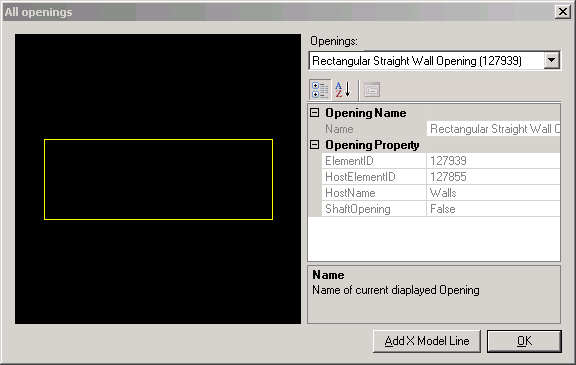 All openings
Openings:
Rectangular Straight Wall Opening (127939)
A
Z
Opening Name
Name Rectangular Straight Wall O
Opening Property
ElementID 127939
HostElementID 127855
HostName Walls
ShaftOpening False
Name
Name of current diaplayed Opening
Add X Model Line
OK